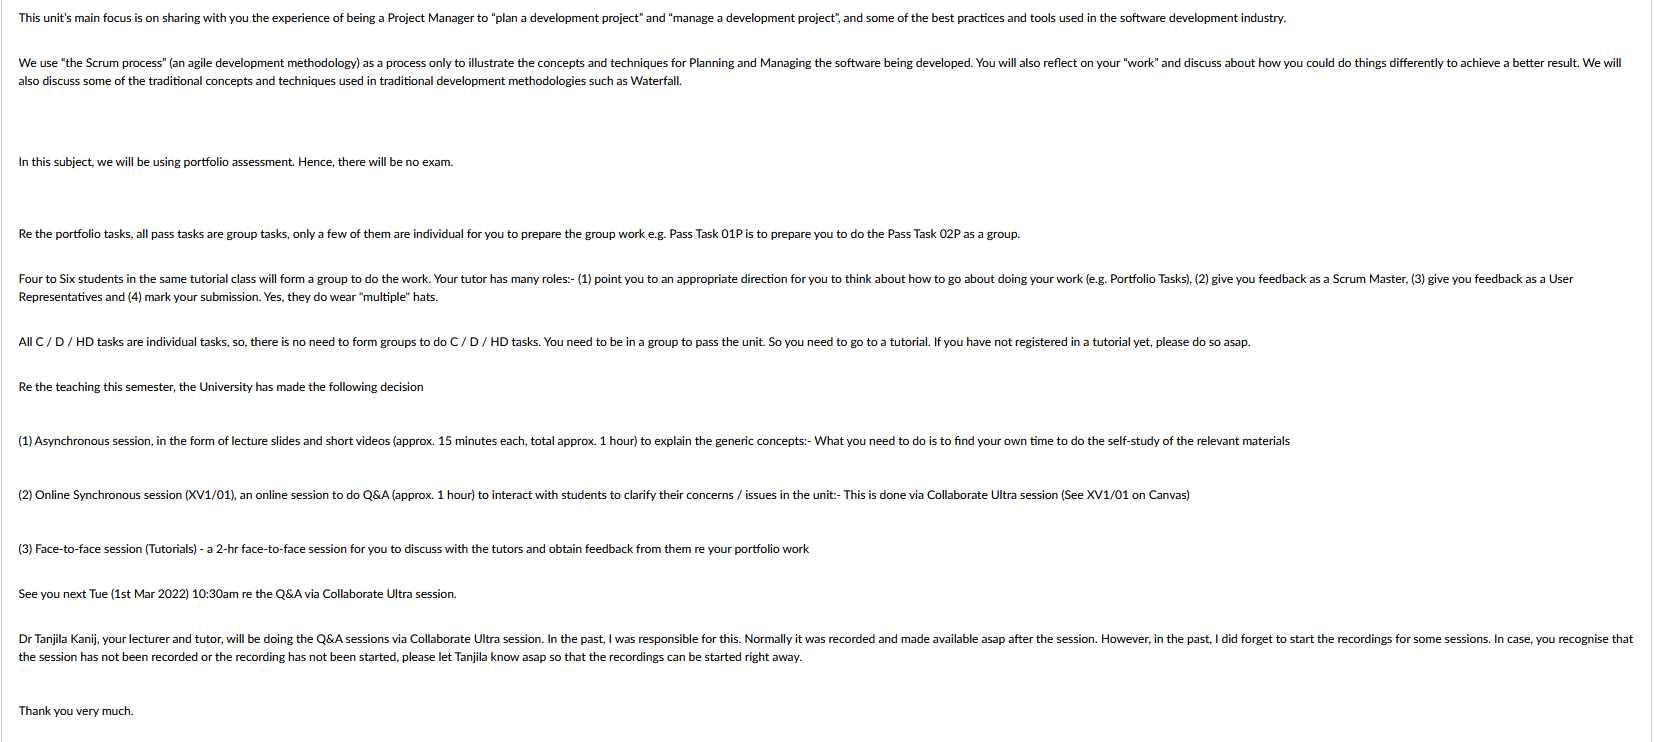 This unit's main focus is on sharing with you the experience of being a Project Manager to "plan a development project" and "manage a development project", and some of the best practices and tools used in the software development industry.
We use "the Scrum process" (an agile development methodology) as a process only to illustrate the concepts and techniques for Planning and Managing the software being developed. You will also reflect on your "work" and discuss about how you could do things differently to achieve a better result. We will
also discuss some of the traditional concepts and techniques used in traditional development methodologies such as Waterfall.
In this subject, we will be using portfolio assessment. Hence, there will be no exam.
Re the portfolio tasks, all pass tasks are group tasks, only a few of them are individual for you to prepare the group work e.g. Pass Task 01P is to prepare you to do the Pass Task 02P as a group.
Four to Six students in the same tutorial class will form a group to do the work. Your tutor has many roles:- (1) point you to an appropriate direction for you to think about how to go about doing your work (e.g. Portfolio Tasks), (2) give you feedback as a Scrum Master, (3) give you feedback as a User
Representatives and (4) mark your submission. Yes, they do wear "multiple" hats.
All C / D / HD tasks are individual tasks, so, there is no need to form groups to do C / D / HD tasks. You need to be in a group to pass the unit. So you need to go to a tutorial. If you have not registered in a tutorial yet, please do so asap.
Re the teaching this semester, the University has made the following decision
(1) Asynchronous session, in the form of lecture slides and short videos (approx. 15 minutes each, total approx. 1 hour) to explain the generic concepts:- What you need to do is to find your own time to do the self-study of the relevant materials
(2) Online Synchronous session (XV1/01), an online session to do Q&A (approx. 1 hour) to interact with students to clarify their concerns / issues in the unit:- This is done via Collaborate Ultra session (See XV1/01 on Canvas)
(3) Face-to-face session (Tutorials) - a 2-hr face-to-face session for you to discuss with the tutors and obtain feedback from them re your portfolio work
See you next Tue (1st Mar 2022) 10:30am re the Q&A via Collaborate Ultra session.
Dr Tanjila Kanij, your lecturer and tutor, will be doing the Q&A sessions via Collaborate Ultra session. In the past, I was responsible for this. Normally it was recorded and made available asap after the session. However, in the past, I did forget to start the recordings for some sessions. In case, you recognise that
the session has not been recorded or the recording has not been started, please let Tanjila know asap so that the recordings can be started right away.
Thank you very much.